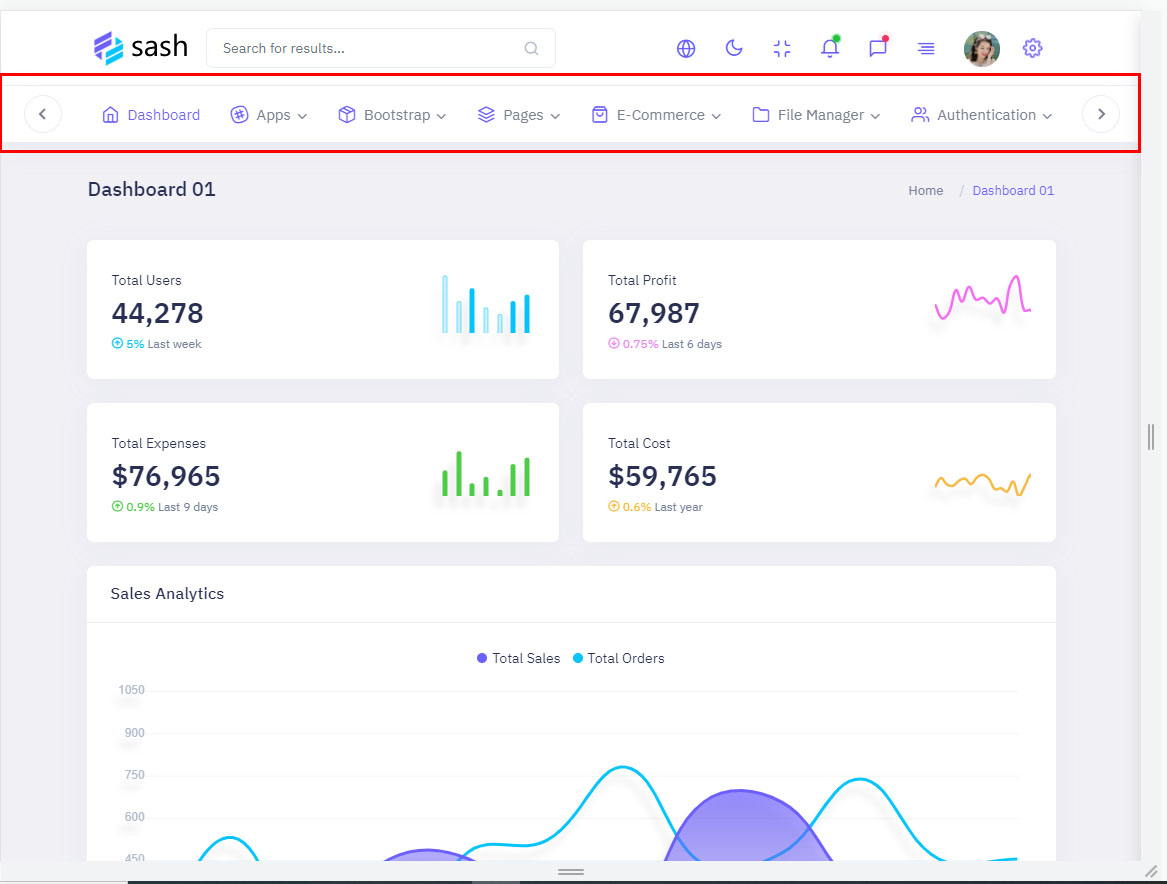 sash
Search for results...
Dashboard Apps Bootstrap Pages E-Commerce File Manager Authentication
Dashboard 01
Home / Dashboard 01
Total Users
44,278
5% Last week
Total Profit
67,987
0.75% Last 6 days
Total Expenses
$76,965
0.9% Last 9 days
Total Cost
$59,765
0.6% Last year
Sales Analytics
Total Sales Total Orders
1050
900
750
600
450